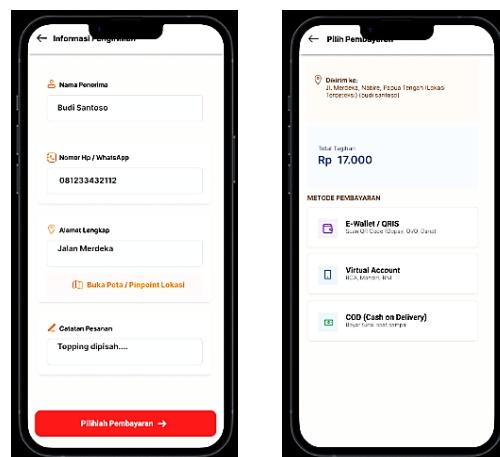 Informasi Pengiriman
Nama Penerima
Budi Santoso
Nomor Hp / WhatsApp
081233432112
Alamat Lengkap
Jalan Merdeka
Buka Peta / Pinpoint Lokasi
Catatan Pesanan
Topping dipisah....
Pilihlah Pembayaran →
Pilih Pembayaran
Dikirim ke:
Jl. Merdeka, Nabire, Papua Tengah (Lokasi
Terdeteksi) (budi santoso)
Total Tagihan
Rp 17.000
METODE PEMBAYARAN
E-Wallet / QRIS
Scan QR Code (Gopay, OVO, Dana)
Virtual Account
BCA, Mandiri, BNI
COD (Cash on Delivery)
Bayar tunai saat sampai